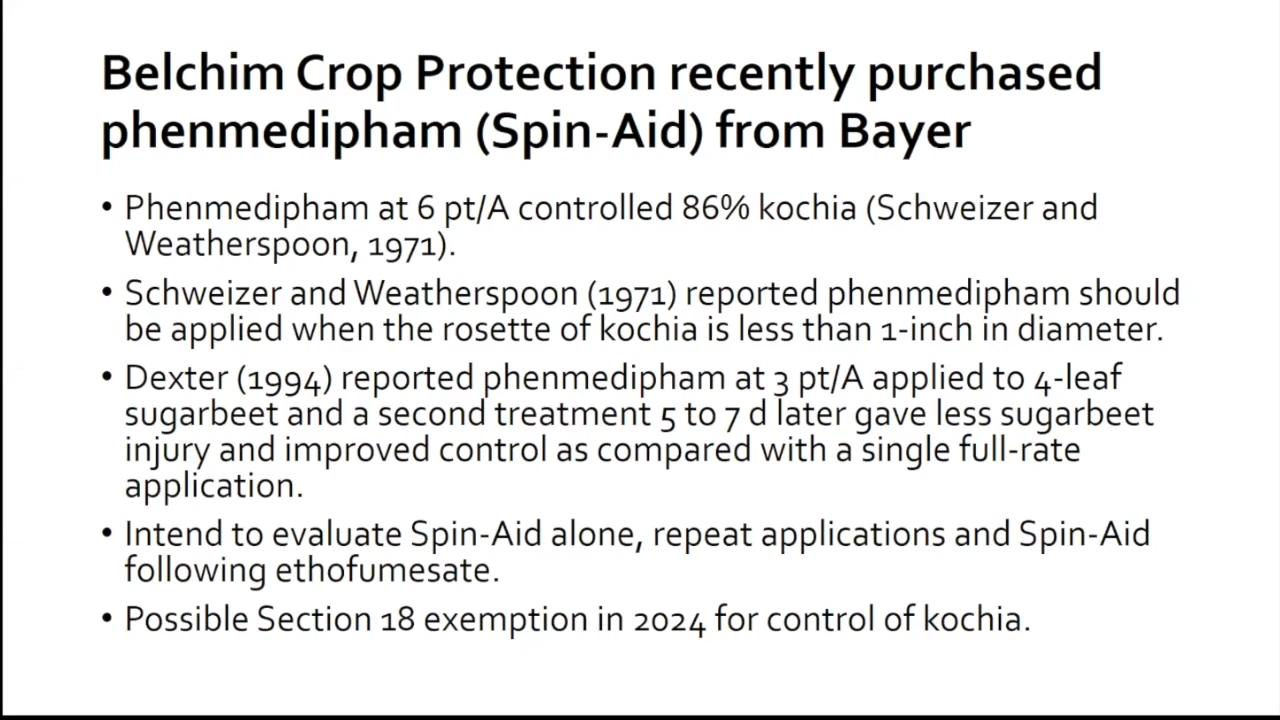 Belchim Crop Protection recently purchased
phenmedipham (Spin-Aid) from Bayer
• Phenmedipham at 6 pt/A controlled 86% kochia (Schweizer and
Weatherspoon, 1971).
• Schweizer and Weatherspoon (1971) reported phenmedipham should
be applied when the rosette of kochia is less than 1-inch in diameter.
• Dexter (1994) reported phenmedipham at 3 pt/A applied to 4-leaf
sugarbeet and a second treatment 5 to 7 d later gave less sugarbeet
injury and improved control as compared with a single full-rate
application.
• Intend to evaluate Spin-Aid alone, repeat applications and Spin-Aid
following ethofumesate.
• Possible Section 18 exemption in 2024 for control of kochia.